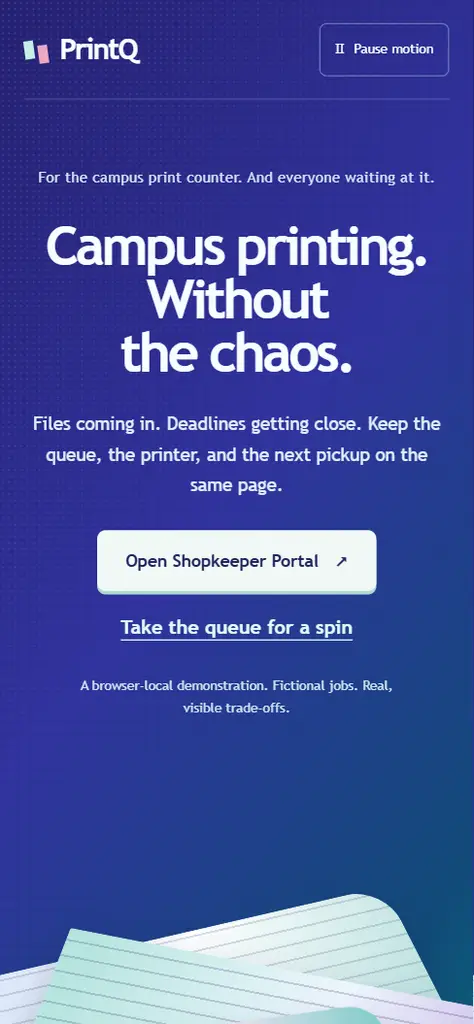 PrintQ
Pause motion
For the campus print counter. And everyone waiting at it.
Campus printing.
Without
the chaos.
Files coming in. Deadlines getting close. Keep the
queue, the printer, and the next pickup on the
same page.
Open Shopkeeper Portal ↗
Take the queue for a spin
A browser-local demonstration. Fictional jobs. Real,
visible trade-offs.